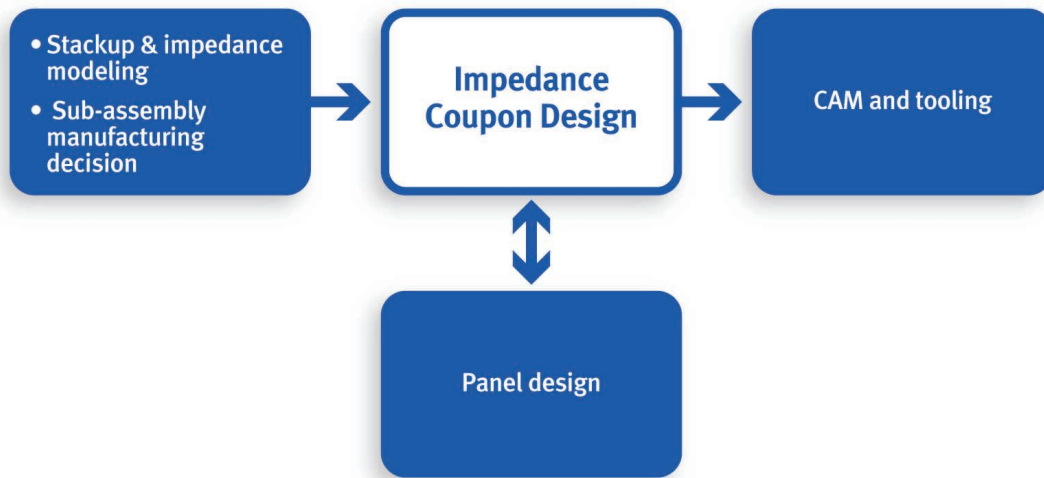 • Stackup & impedance
modeling
• Sub-assembly
manufacturing
decision
Impedance
Coupon Design
CAM and tooling
Panel design